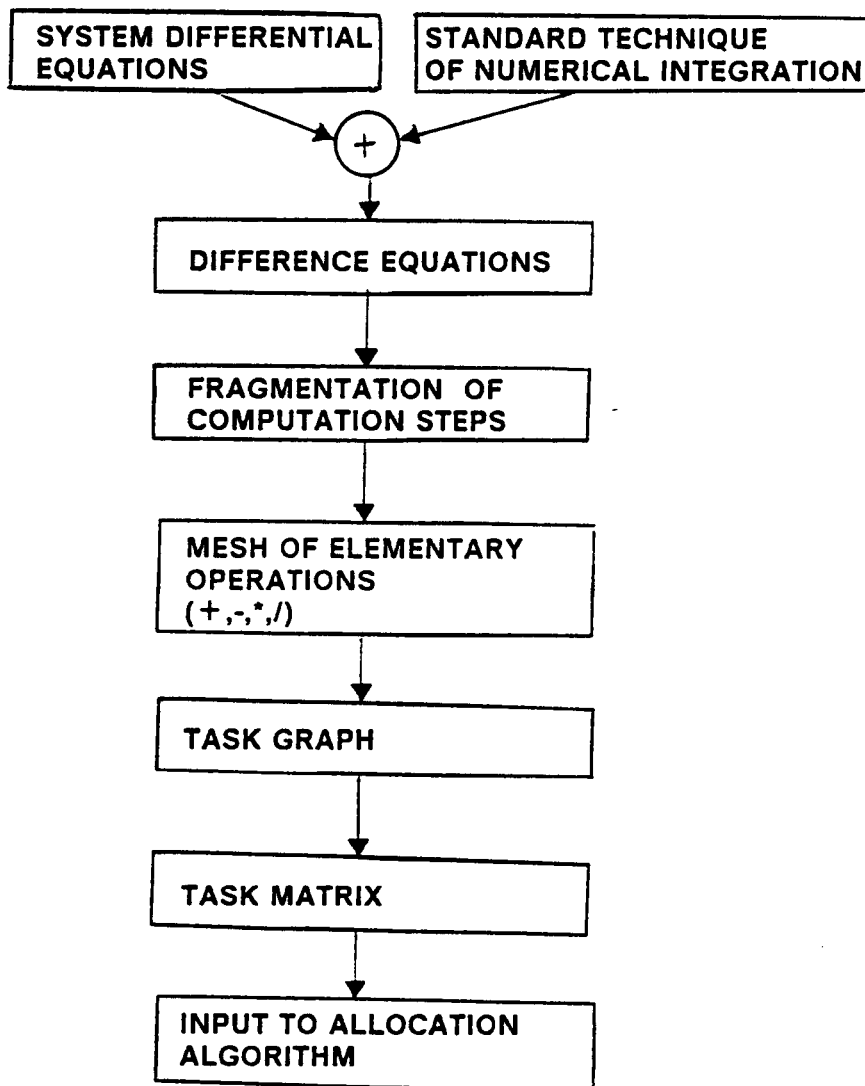 SYSTEM DIFFERENTIAL
EQUATIONS
STANDARD TECHNIQUE
OF NUMERICAL INTEGRATION
+
DIFFERENCE EQUATIONS
FRAGMENTATION OF
COMPUTATION STEPS
MESH OF ELEMENTARY
OPERATIONS
(+,-,*,/)
TASK GRAPH
TASK MATRIX
INPUT TO ALLOCATION
ALGORITHM